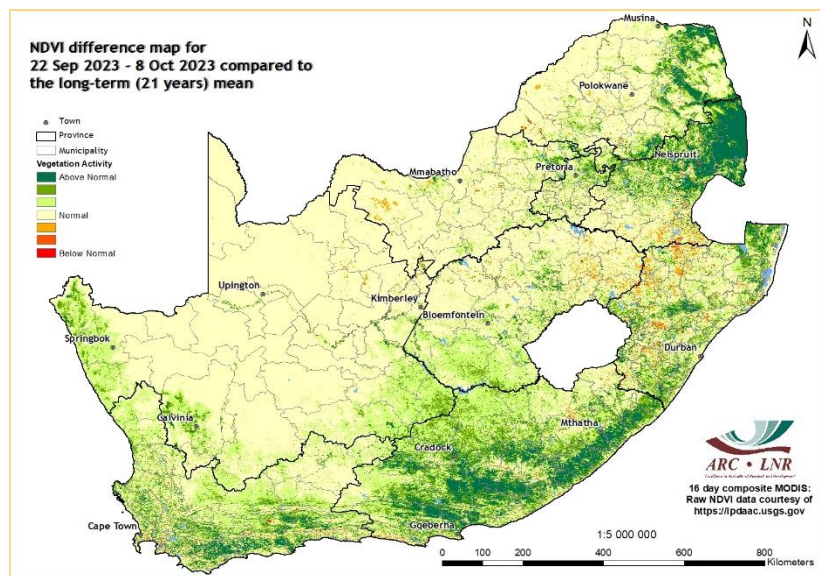 NDVI difference map for
22 Sep 2023 - 8 Oct 2023 compared to
the long-term (21 years) mean
Town
Province
Municipality
Vegetation Activity
Above Normal
Normal
Below Normal
N
Musina
Polokwane
Nelspruit
Pretoria
Mmabatho
Upington
Kimberley
Bloemfontein
Springbok
Durban
Calvinia
Mthatha
Cradock
Cape Town
Gqeberha
ARC • LNR
16 day composite MODIS:
Raw NDVI data courtesy of
https://lpdaac.usgs.gov
1:5 000 000
0 100 200 400 600 800
Kilometers